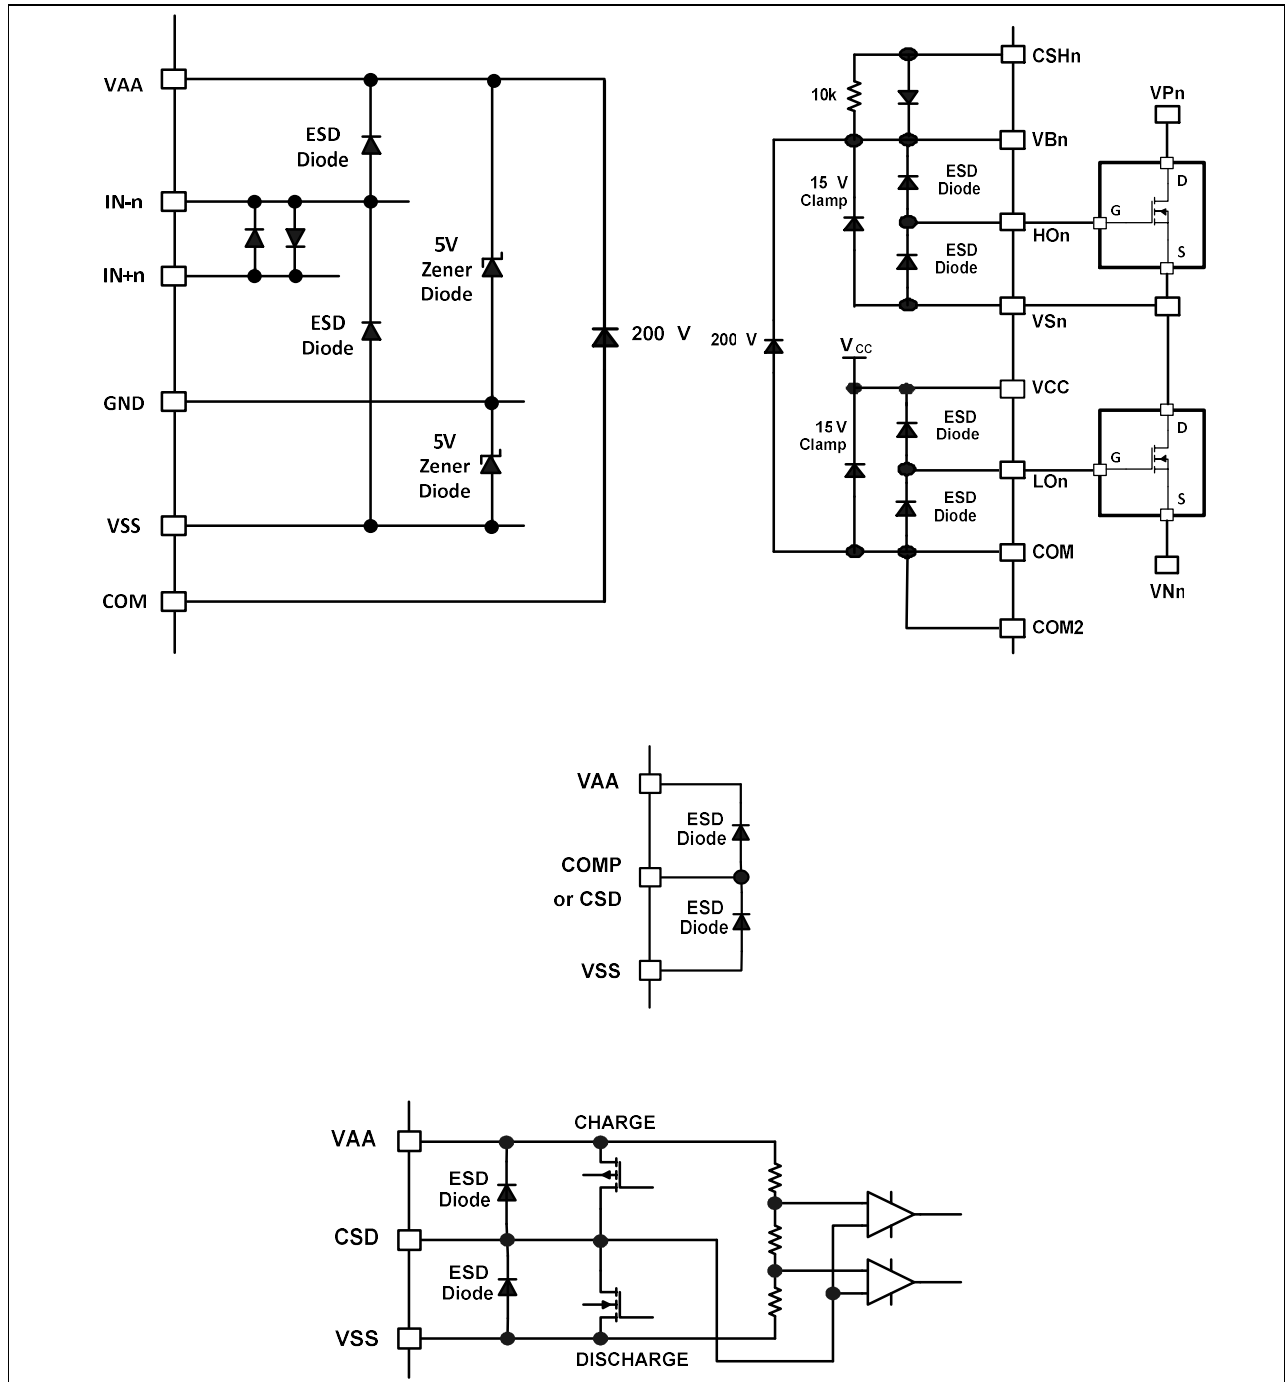 VAA
ESD
Diode
IN-n
IN+n
5V
Zener
Diode
ESD
Diode
200 V
GND
5V
Zener
Diode
VSS
COM
CSHn
10k
VPn
VBn
15 V
Clamp
ESD
Diode
D
G
S
HOn
ESD
Diode
VSn
200 V
VCC
VCC
15 V
Clamp
ESD
Diode
D
G
S
LOn
ESD
Diode
COM
VNn
COM2
VAA
ESD
Diode
COMP
or CSD
ESD
Diode
VSS
CHARGE
VAA
ESD
Diode
CSD
ESD
Diode
VSS
DISCHARGE